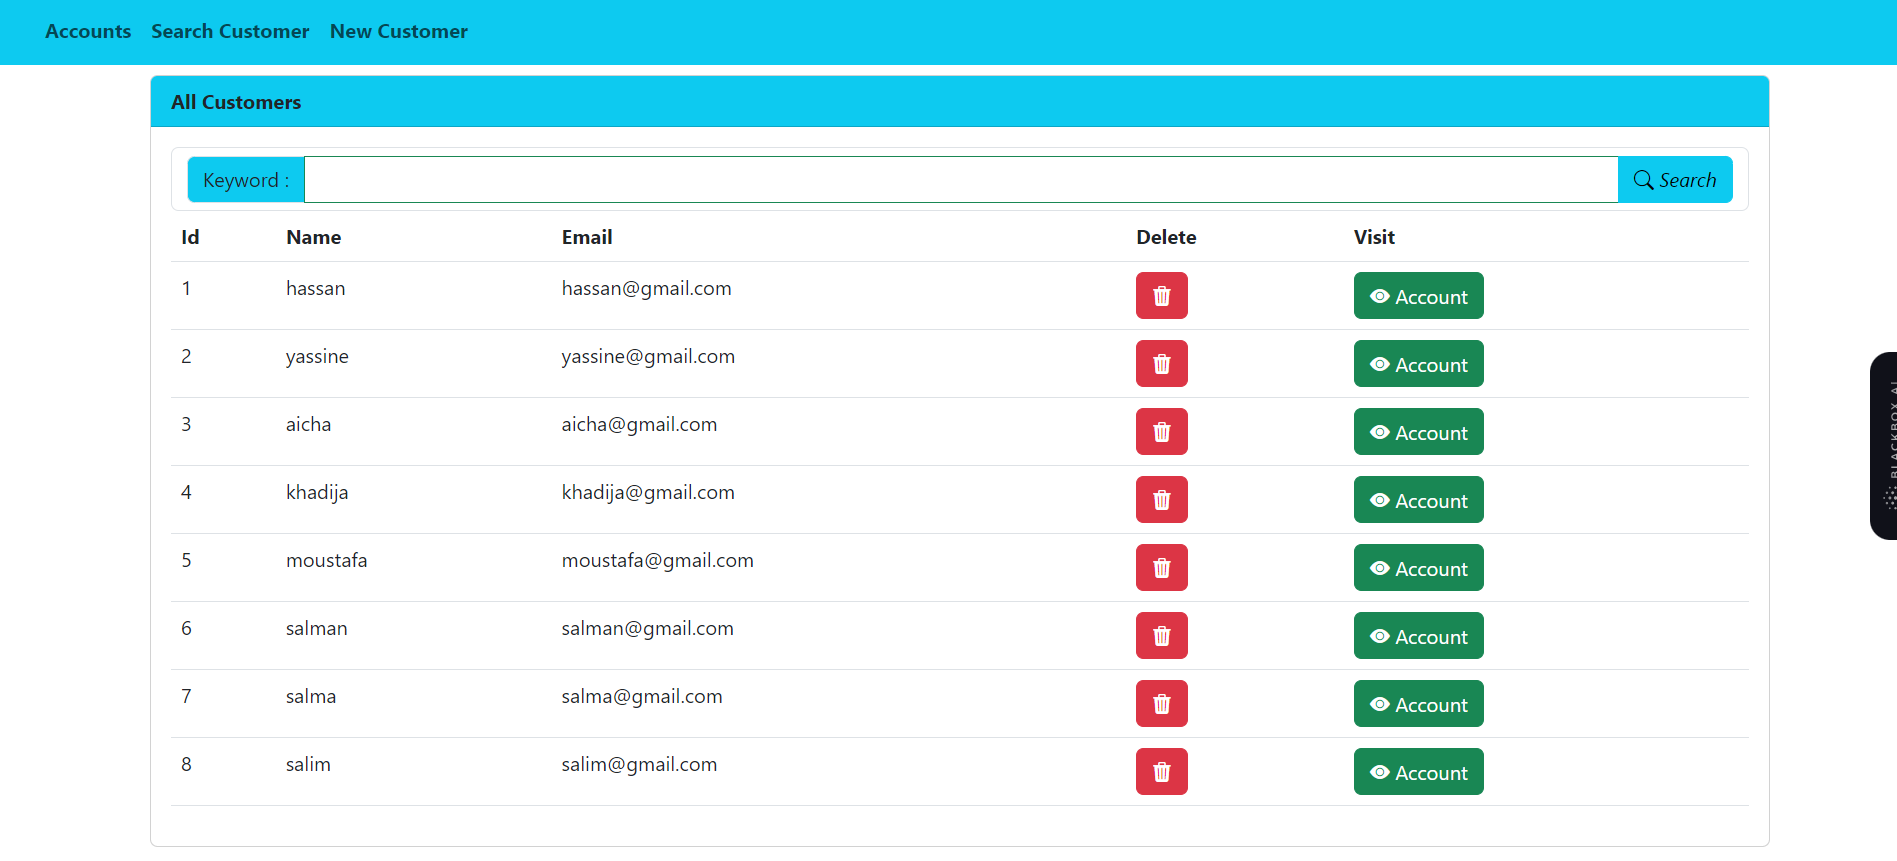 Accounts Search Customer New Customer
All Customers
Keyword : Search
Id Name Email Delete Visit
1 hassan hassan@gmail.com Account
2 yassine yassine@gmail.com Account
3 aicha aicha@gmail.com Account
4 khadija khadija@gmail.com Account
5 moustafa moustafa@gmail.com Account
6 salman salman@gmail.com Account
7 salma salma@gmail.com Account
8 salim salim@gmail.com Account
BLACKBOX AI